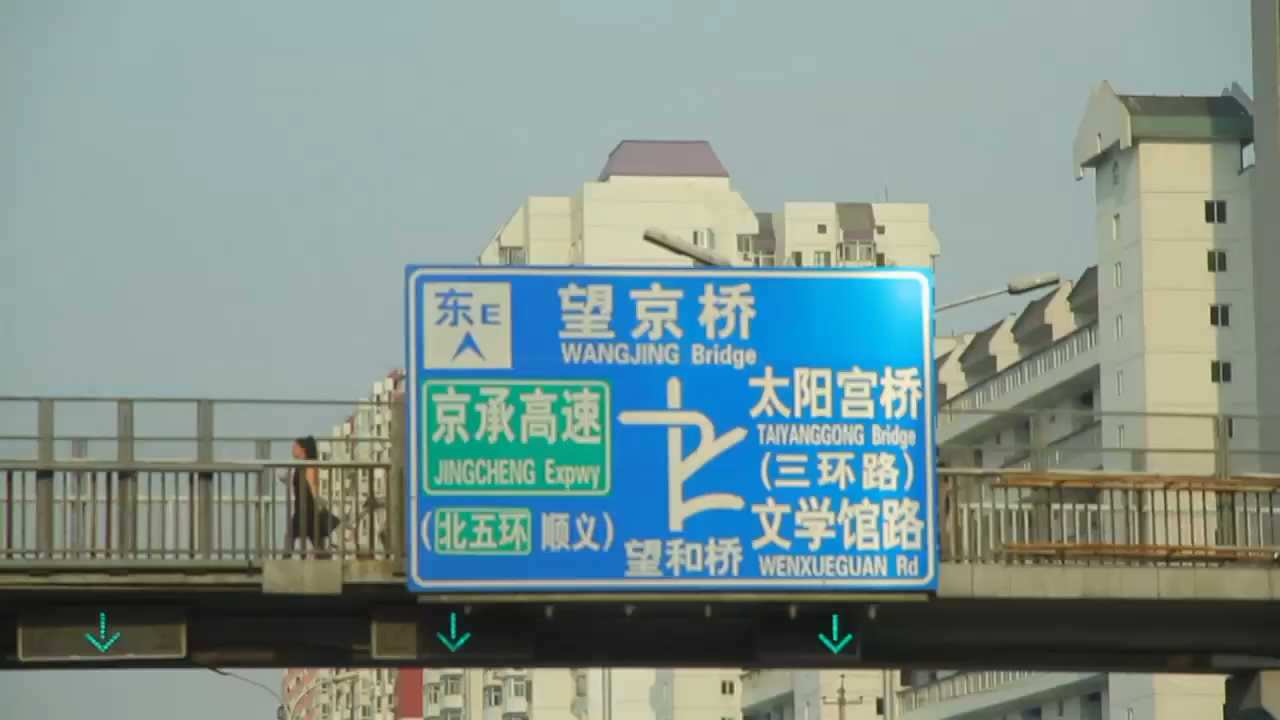 东E
望京桥
WANGJING Bridge
京承高速
JINGCHENG Expwy
(北五环 顺义)
太阳宫桥
TAIYANGGONG Bridge
(三环路)
文学馆路
WENXUEGUAN Rd
望和桥